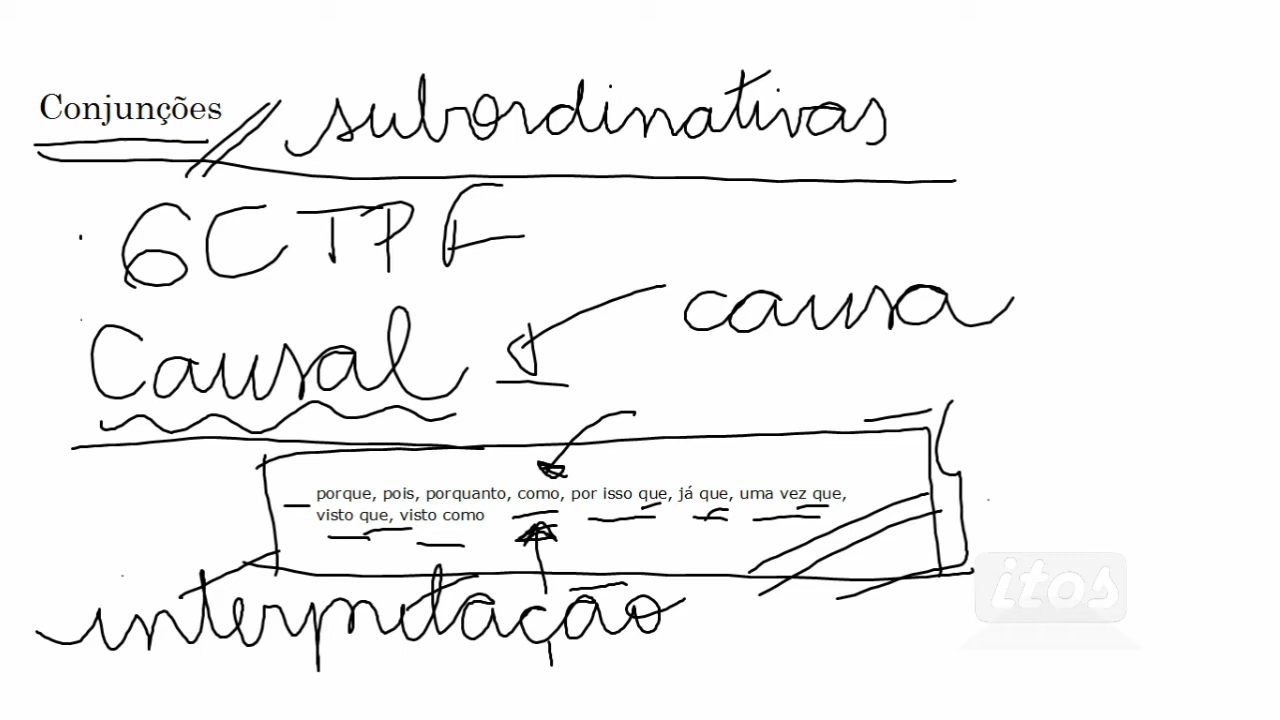 Conjunções subordinativas
6CTPF
Causal causa
porque, pois, porquanto, como, por isso que, já que, uma vez que,
visto que, visto como
interpretação
itos